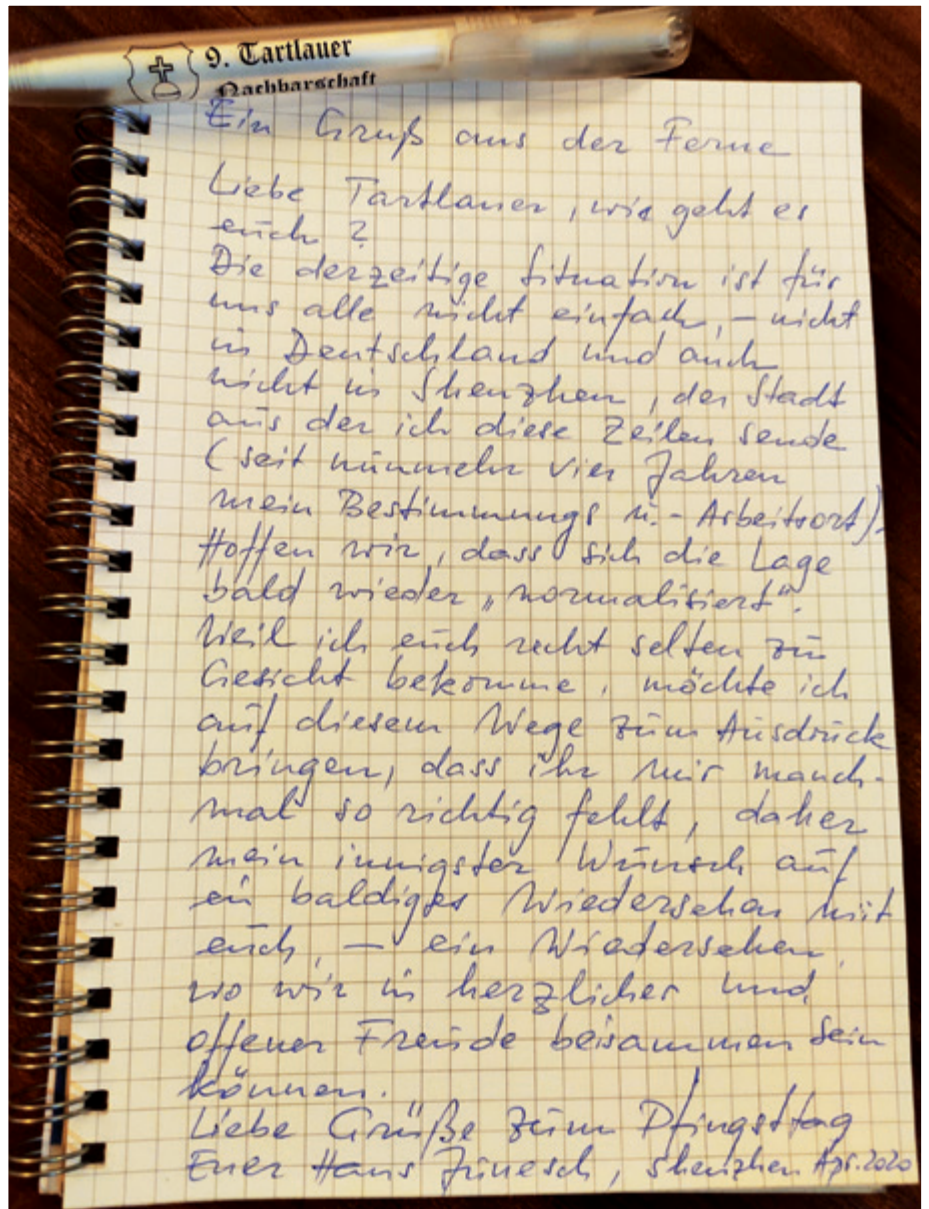 9. Tartlauer
Nachbarschaft
Ein Gruß aus der Ferne
Liebe Tartlauer, wie geht es
euch?
Die derzeitige Situation ist für
uns alle nicht einfach, – nicht
in Deutschland und auch
nicht in Shenzhen, der Stadt
aus der ich diese Zeilen sende
(seit nunmehr vier Jahren
mein Bestimmungs u.- Arbeitsort).
Hoffen wir, dass sich die Lage
bald wieder „normalisiert“.
Weil ich euch recht selten zu
Gesicht bekomme, möchte ich
auf diesem Wege zum Ausdruck
bringen, dass ihr mir manch-
mal so richtig fehlt, daher
mein innigster Wunsch auf
ein baldiges Wiedersehen mit
euch, – ein Wiedersehen,
wo wir in herzlicher und
offener Freude beisammen sein
können.
Liebe Grüße zum Pfingsttag
Euer Hans Junesch, Shenzhen Apr. 2020